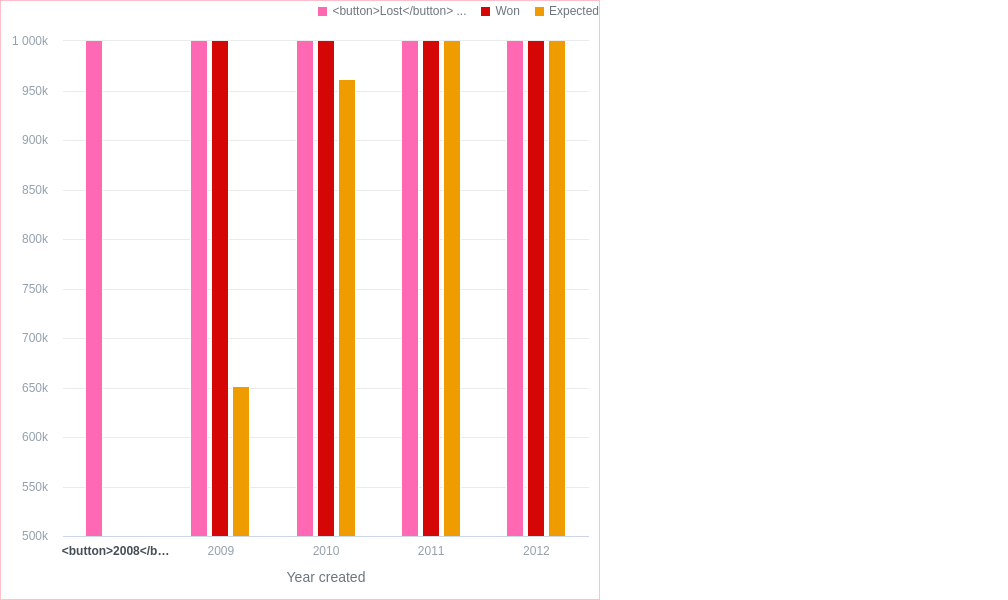 <button>Lost</button> ... Won Expected
1 000k
950k
900k
850k
800k
750k
700k
650k
600k
550k
500k
<button>2008</b… 2009 2010 2011 2012
Year created